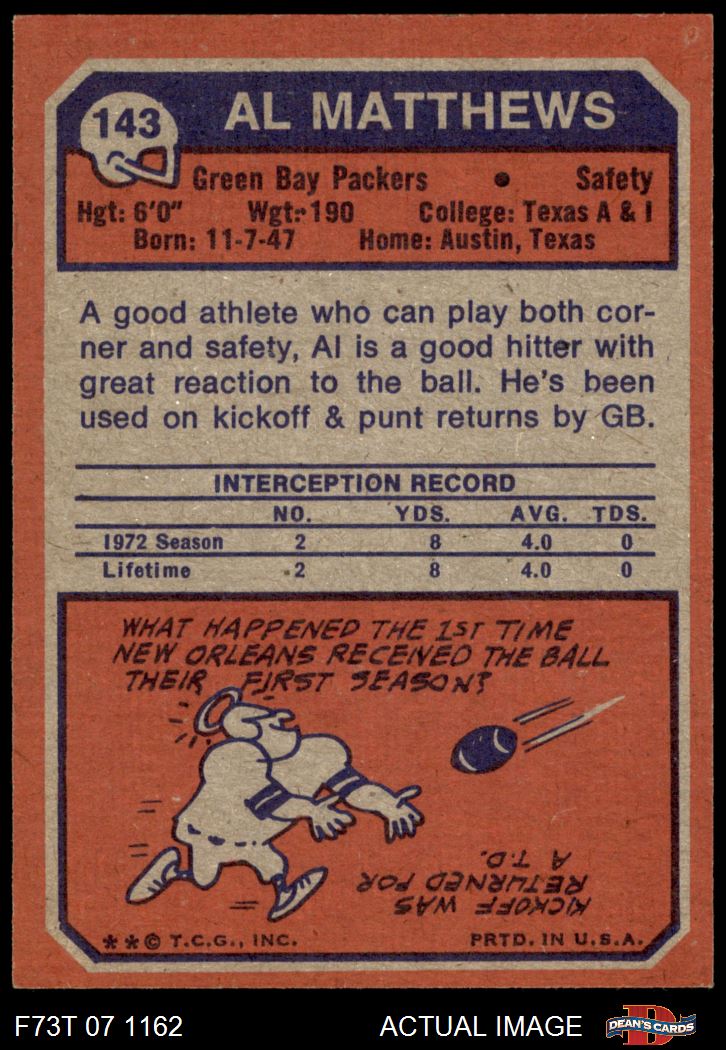 143
AL MATTHEWS
Green Bay Packers • Safety
Hgt: 6'0" Wgt: 190 College: Texas A & I
Born: 11-7-47 Home: Austin, Texas
A good athlete who can play both cor-
ner and safety, Al is a good hitter with
great reaction to the ball. He's been
used on kickoff & punt returns by GB.
INTERCEPTION RECORD
NO. YDS. AVG. TDS.
1972 Season 2 8 4.0 0
Lifetime 2 8 4.0 0
WHAT HAPPENED THE 1ST TIME
NEW ORLEANS RECEIVED THE BALL
THEIR FIRST SEASON?
KICKOFF WAS
RETURNED FOR
A T.D.
**© T.C.G., INC. PRTD. IN U.S.A.
F73T 07 1162 ACTUAL IMAGE
D
DEAN'S CARDS